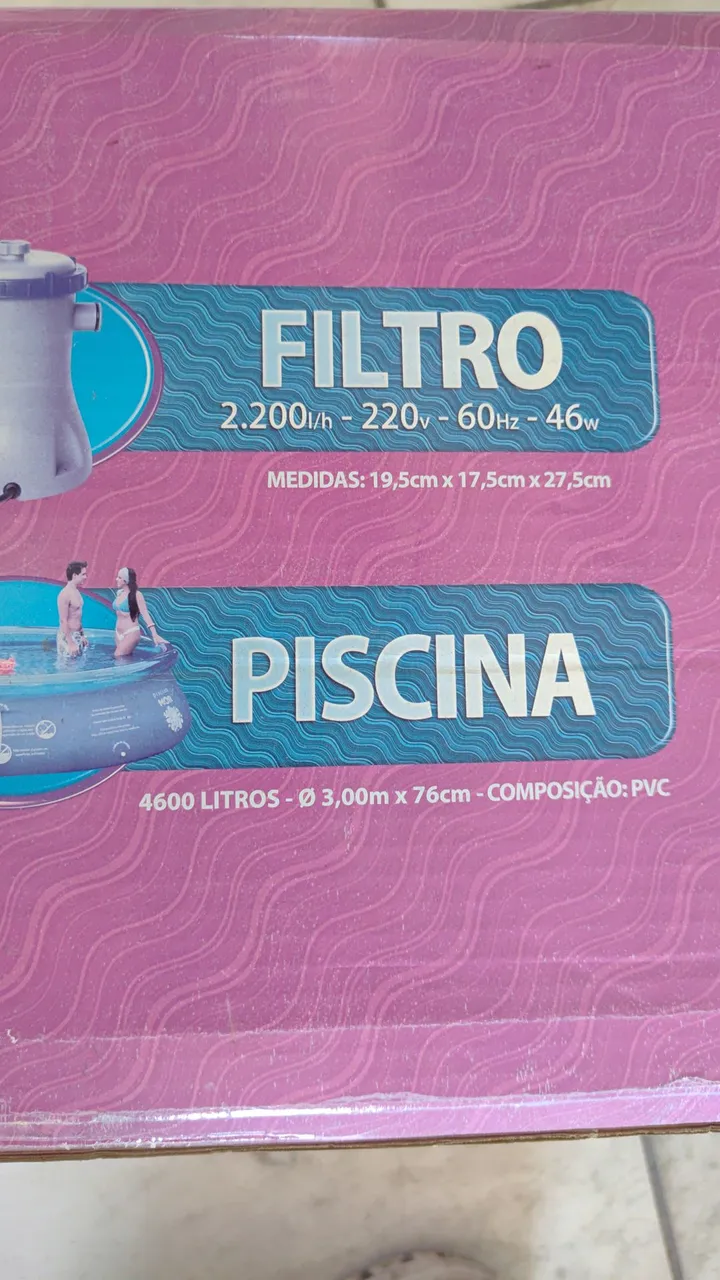 FILTRO
2.200l/h - 220v - 60Hz - 46w
MEDIDAS: 19,5cm x 17,5cm x 27,5cm
PISCINA
4600 LITROS - Ø 3,00m x 76cm - COMPOSIÇÃO: PVC